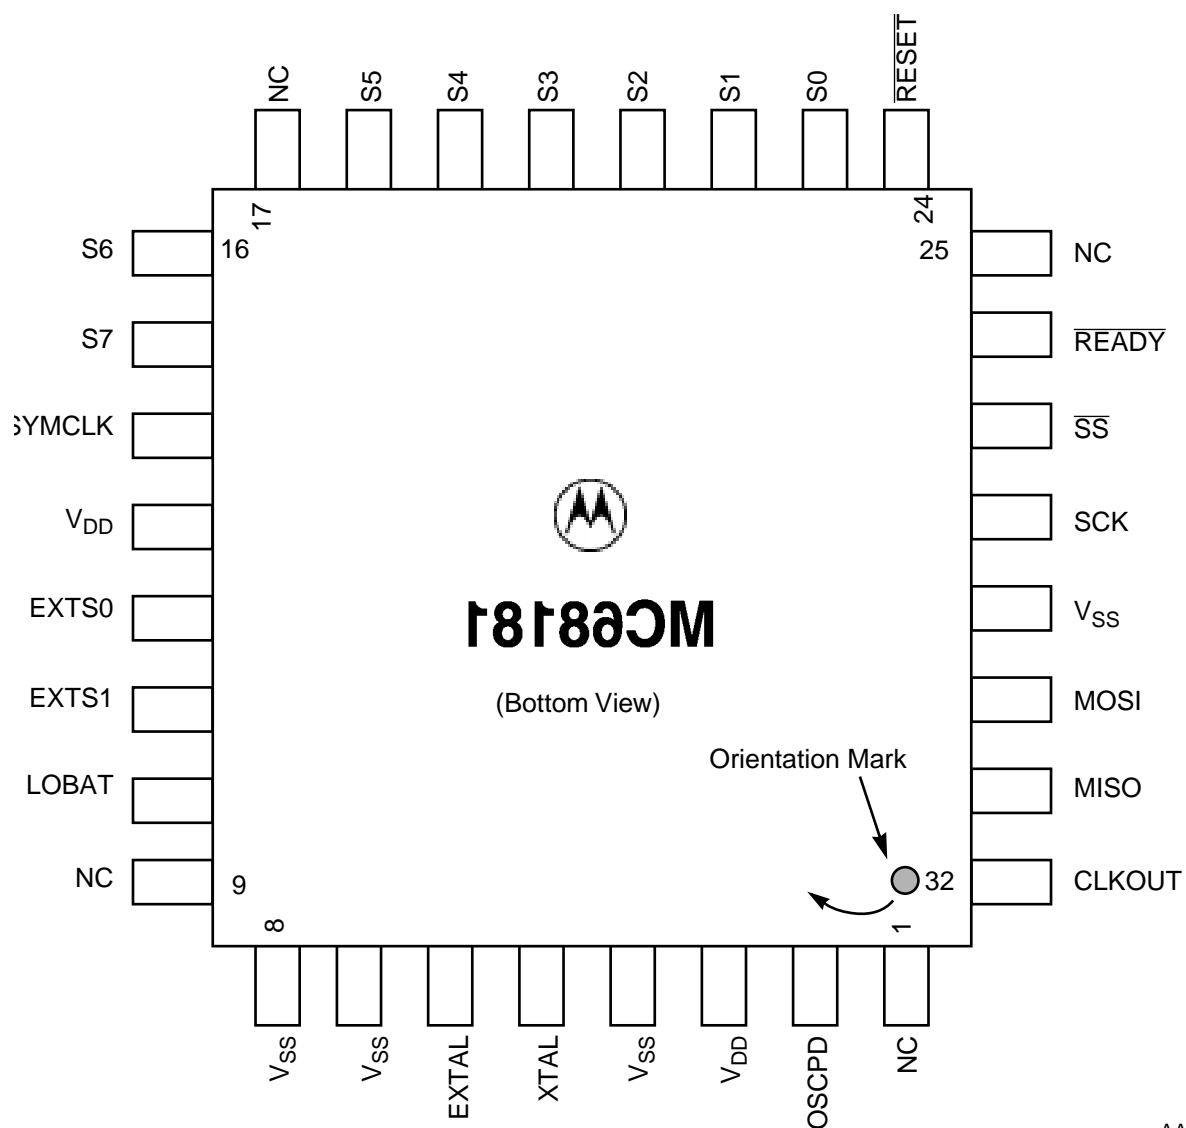 NC
S5
S4
S3
S2
S1
S0
RESET
17
24
S6
16
25
NC
S7
READY
SYMCLK
SS
VDD
SCK
EXTS0
VSS
MC68181
EXTS1
(Bottom View)
MOSI
Orientation Mark
LOBAT
MISO
NC
9
32
CLKOUT
8
1
VSS
VSS
EXTAL
XTAL
VSS
VDD
OSCPD
NC